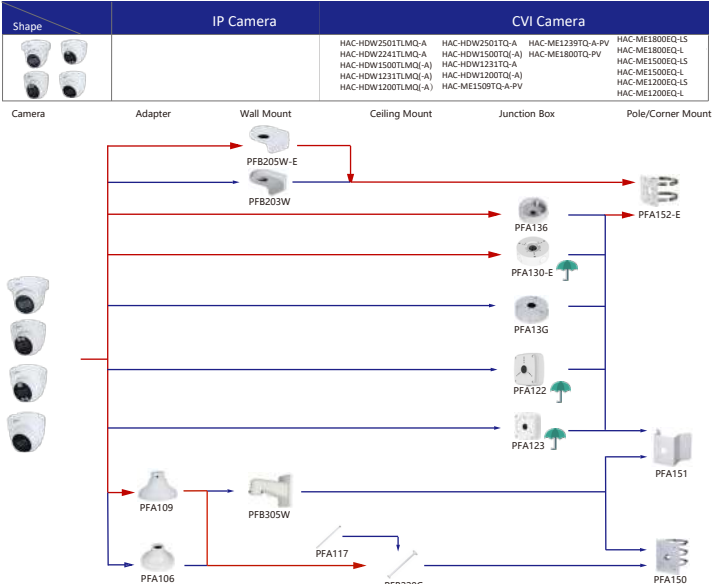 Shape
IP Camera
CVI Camera
HAC-HDW2501TLMQ-A
HAC-HDW2241TLMQ-A
HAC-HDW1500TLMQ(-A)
HAC-HDW1231TLMQ(-A)
HAC-HDW1200TLMQ(-A)
HAC-HDW2501TQ-A
HAC-HDW1500TQ(-A)
HAC-HDW1231TQ-A
HAC-HDW1200TQ(-A)
HAC-ME1509TQ-A-PV
HAC-ME1239TQ-A-PV
HAC-ME1800TQ-PV
HAC-ME1800EQ-LS
HAC-ME1800EQ-L
HAC-ME1500EQ-LS
HAC-ME1500EQ-L
HAC-ME1200EQ-LS
HAC-ME1200EQ-L
Camera
Adapter
Wall Mount
Ceiling Mount
Junction Box
Pole/Corner Mount
PFB205W-E
PFB203W
PFA152-E
PFA136
PFA130-E
PFA13G
PFA122
PFA123
PFA151
PFA109
PFB305W
PFA117
PFA106
PFA150